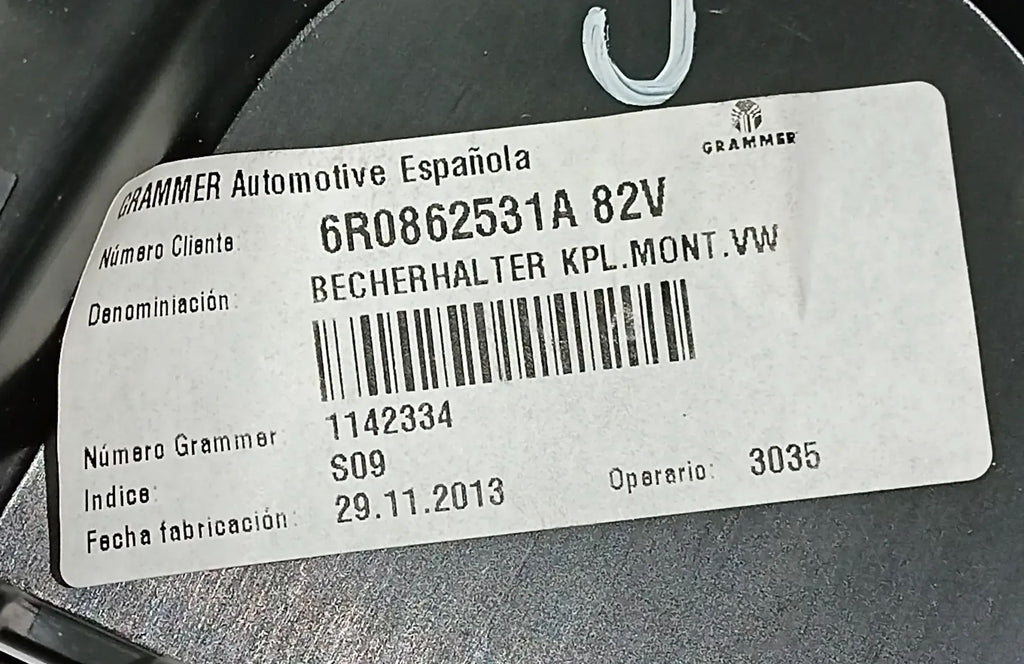 GRAMMER
GRAMMER Automotive Española
Número Cliente: 6R0862531A 82V
Denominiación: BECHERHALTER KPL.MONT.VW
Número Grammer 1142334
Indice: S09
Fecha fabricación: 29.11.2013 Operario: 3035